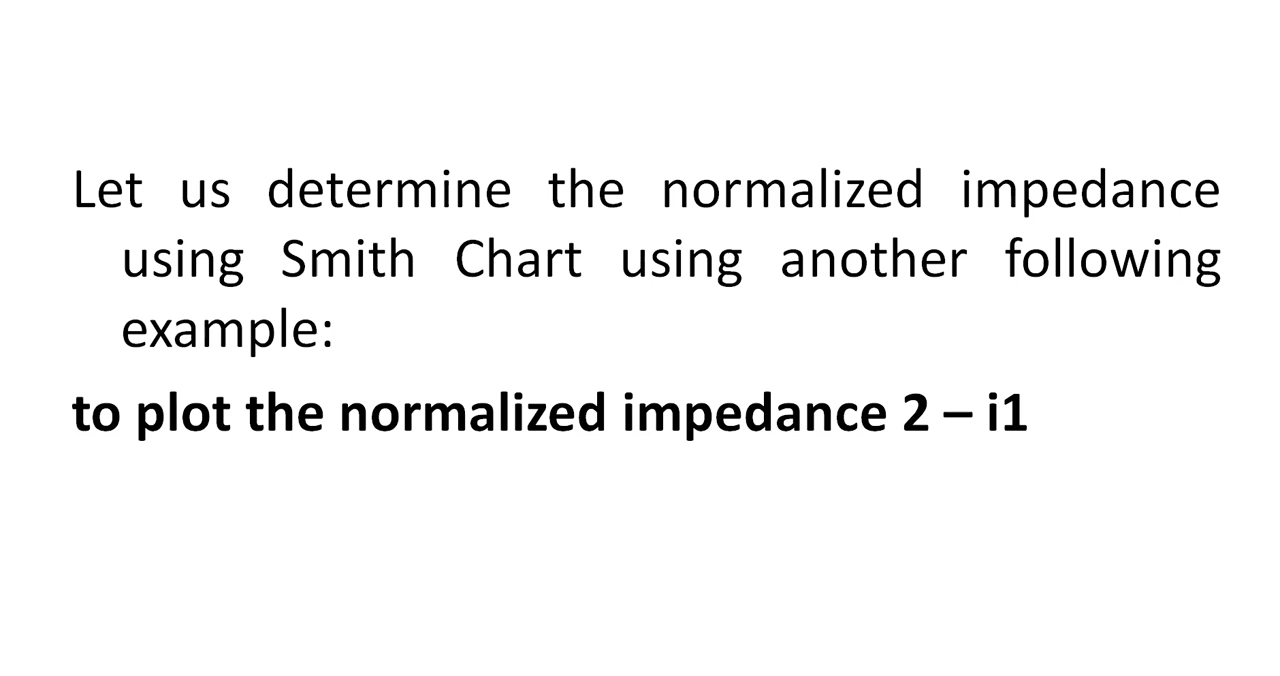 Let us determine the normalized impedance
using Smith Chart using another following
example:
to plot the normalized impedance 2 – i1